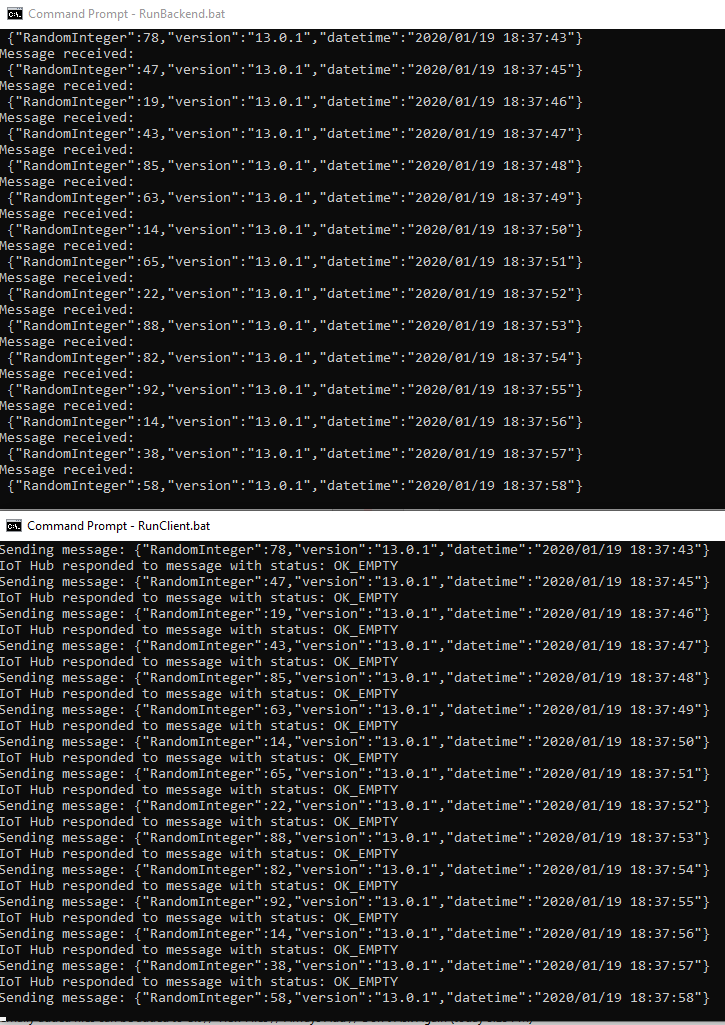 Command Prompt - RunBackend.bat
{"RandomInteger":78,"version":"13.0.1","datetime":"2020/01/19 18:37:43"}
Message received:
{"RandomInteger":47,"version":"13.0.1","datetime":"2020/01/19 18:37:45"}
Message received:
{"RandomInteger":19,"version":"13.0.1","datetime":"2020/01/19 18:37:46"}
Message received:
{"RandomInteger":43,"version":"13.0.1","datetime":"2020/01/19 18:37:47"}
Message received:
{"RandomInteger":85,"version":"13.0.1","datetime":"2020/01/19 18:37:48"}
Message received:
{"RandomInteger":63,"version":"13.0.1","datetime":"2020/01/19 18:37:49"}
Message received:
{"RandomInteger":14,"version":"13.0.1","datetime":"2020/01/19 18:37:50"}
Message received:
{"RandomInteger":65,"version":"13.0.1","datetime":"2020/01/19 18:37:51"}
Message received:
{"RandomInteger":22,"version":"13.0.1","datetime":"2020/01/19 18:37:52"}
Message received:
{"RandomInteger":88,"version":"13.0.1","datetime":"2020/01/19 18:37:53"}
Message received:
{"RandomInteger":82,"version":"13.0.1","datetime":"2020/01/19 18:37:54"}
Message received:
{"RandomInteger":92,"version":"13.0.1","datetime":"2020/01/19 18:37:55"}
Message received:
{"RandomInteger":14,"version":"13.0.1","datetime":"2020/01/19 18:37:56"}
Message received:
{"RandomInteger":38,"version":"13.0.1","datetime":"2020/01/19 18:37:57"}
Message received:
{"RandomInteger":58,"version":"13.0.1","datetime":"2020/01/19 18:37:58"}
Command Prompt - RunClient.bat
Sending message: {"RandomInteger":78,"version":"13.0.1","datetime":"2020/01/19 18:37:43"}
IoT Hub responded to message with status: OK_EMPTY
Sending message: {"RandomInteger":47,"version":"13.0.1","datetime":"2020/01/19 18:37:45"}
IoT Hub responded to message with status: OK_EMPTY
Sending message: {"RandomInteger":19,"version":"13.0.1","datetime":"2020/01/19 18:37:46"}
IoT Hub responded to message with status: OK_EMPTY
Sending message: {"RandomInteger":43,"version":"13.0.1","datetime":"2020/01/19 18:37:47"}
IoT Hub responded to message with status: OK_EMPTY
Sending message: {"RandomInteger":85,"version":"13.0.1","datetime":"2020/01/19 18:37:48"}
IoT Hub responded to message with status: OK_EMPTY
Sending message: {"RandomInteger":63,"version":"13.0.1","datetime":"2020/01/19 18:37:49"}
IoT Hub responded to message with status: OK_EMPTY
Sending message: {"RandomInteger":14,"version":"13.0.1","datetime":"2020/01/19 18:37:50"}
IoT Hub responded to message with status: OK_EMPTY
Sending message: {"RandomInteger":65,"version":"13.0.1","datetime":"2020/01/19 18:37:51"}
IoT Hub responded to message with status: OK_EMPTY
Sending message: {"RandomInteger":22,"version":"13.0.1","datetime":"2020/01/19 18:37:52"}
IoT Hub responded to message with status: OK_EMPTY
Sending message: {"RandomInteger":88,"version":"13.0.1","datetime":"2020/01/19 18:37:53"}
IoT Hub responded to message with status: OK_EMPTY
Sending message: {"RandomInteger":82,"version":"13.0.1","datetime":"2020/01/19 18:37:54"}
IoT Hub responded to message with status: OK_EMPTY
Sending message: {"RandomInteger":92,"version":"13.0.1","datetime":"2020/01/19 18:37:55"}
IoT Hub responded to message with status: OK_EMPTY
Sending message: {"RandomInteger":14,"version":"13.0.1","datetime":"2020/01/19 18:37:56"}
IoT Hub responded to message with status: OK_EMPTY
Sending message: {"RandomInteger":38,"version":"13.0.1","datetime":"2020/01/19 18:37:57"}
IoT Hub responded to message with status: OK_EMPTY
Sending message: {"RandomInteger":58,"version":"13.0.1","datetime":"2020/01/19 18:37:58"}